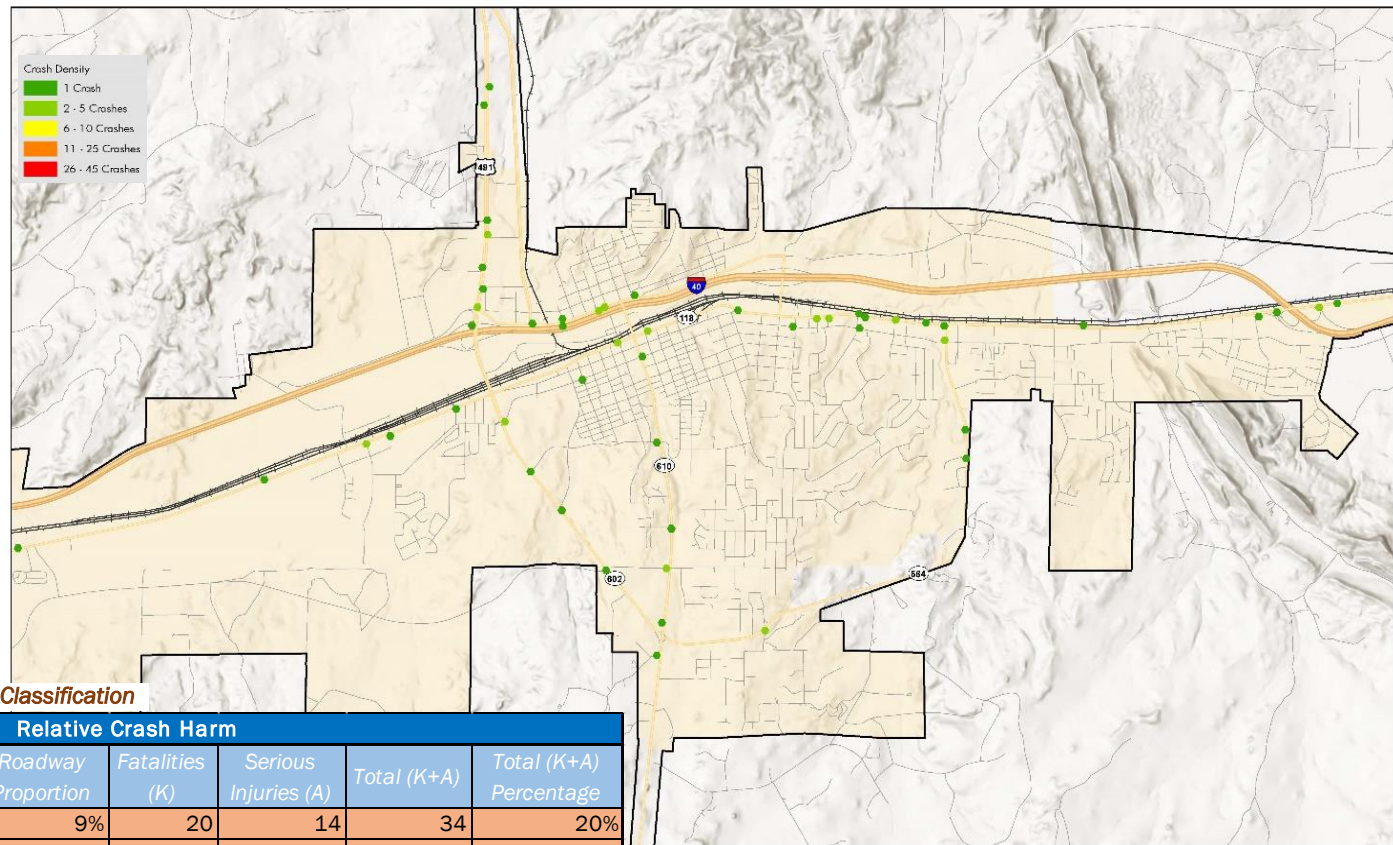 Crash Density
1 Crash
2 - 5 Crashes
6 - 10 Crashes
11 - 25 Crashes
26 - 45 Crashes
491
40
118
610
602
564
Classification
Relative Crash Harm
Roadway Proportion
Fatalities (K)
Serious Injuries (A)
Total (K+A)
Total (K+A) Percentage
9% 20 14 34 20%